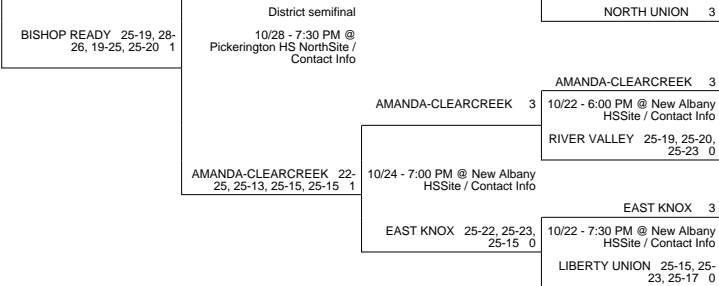 District semifinal
NORTH UNION 3
BISHOP READY 25-19, 28-
26, 19-25, 25-20 1
10/28 - 7:30 PM @
Pickerington HS NorthSite /
Contact Info
AMANDA-CLEARCREEK 3
AMANDA-CLEARCREEK 3
10/22 - 6:00 PM @ New Albany
HSSite / Contact Info
RIVER VALLEY 25-19, 25-20,
25-23 0
AMANDA-CLEARCREEK 22-
25, 25-13, 25-15, 25-15 1
10/24 - 7:00 PM @ New Albany
HSSite / Contact Info
EAST KNOX 3
EAST KNOX 25-22, 25-23,
25-15 0
10/22 - 7:30 PM @ New Albany
HSSite / Contact Info
LIBERTY UNION 25-15, 25-
23, 25-17 0